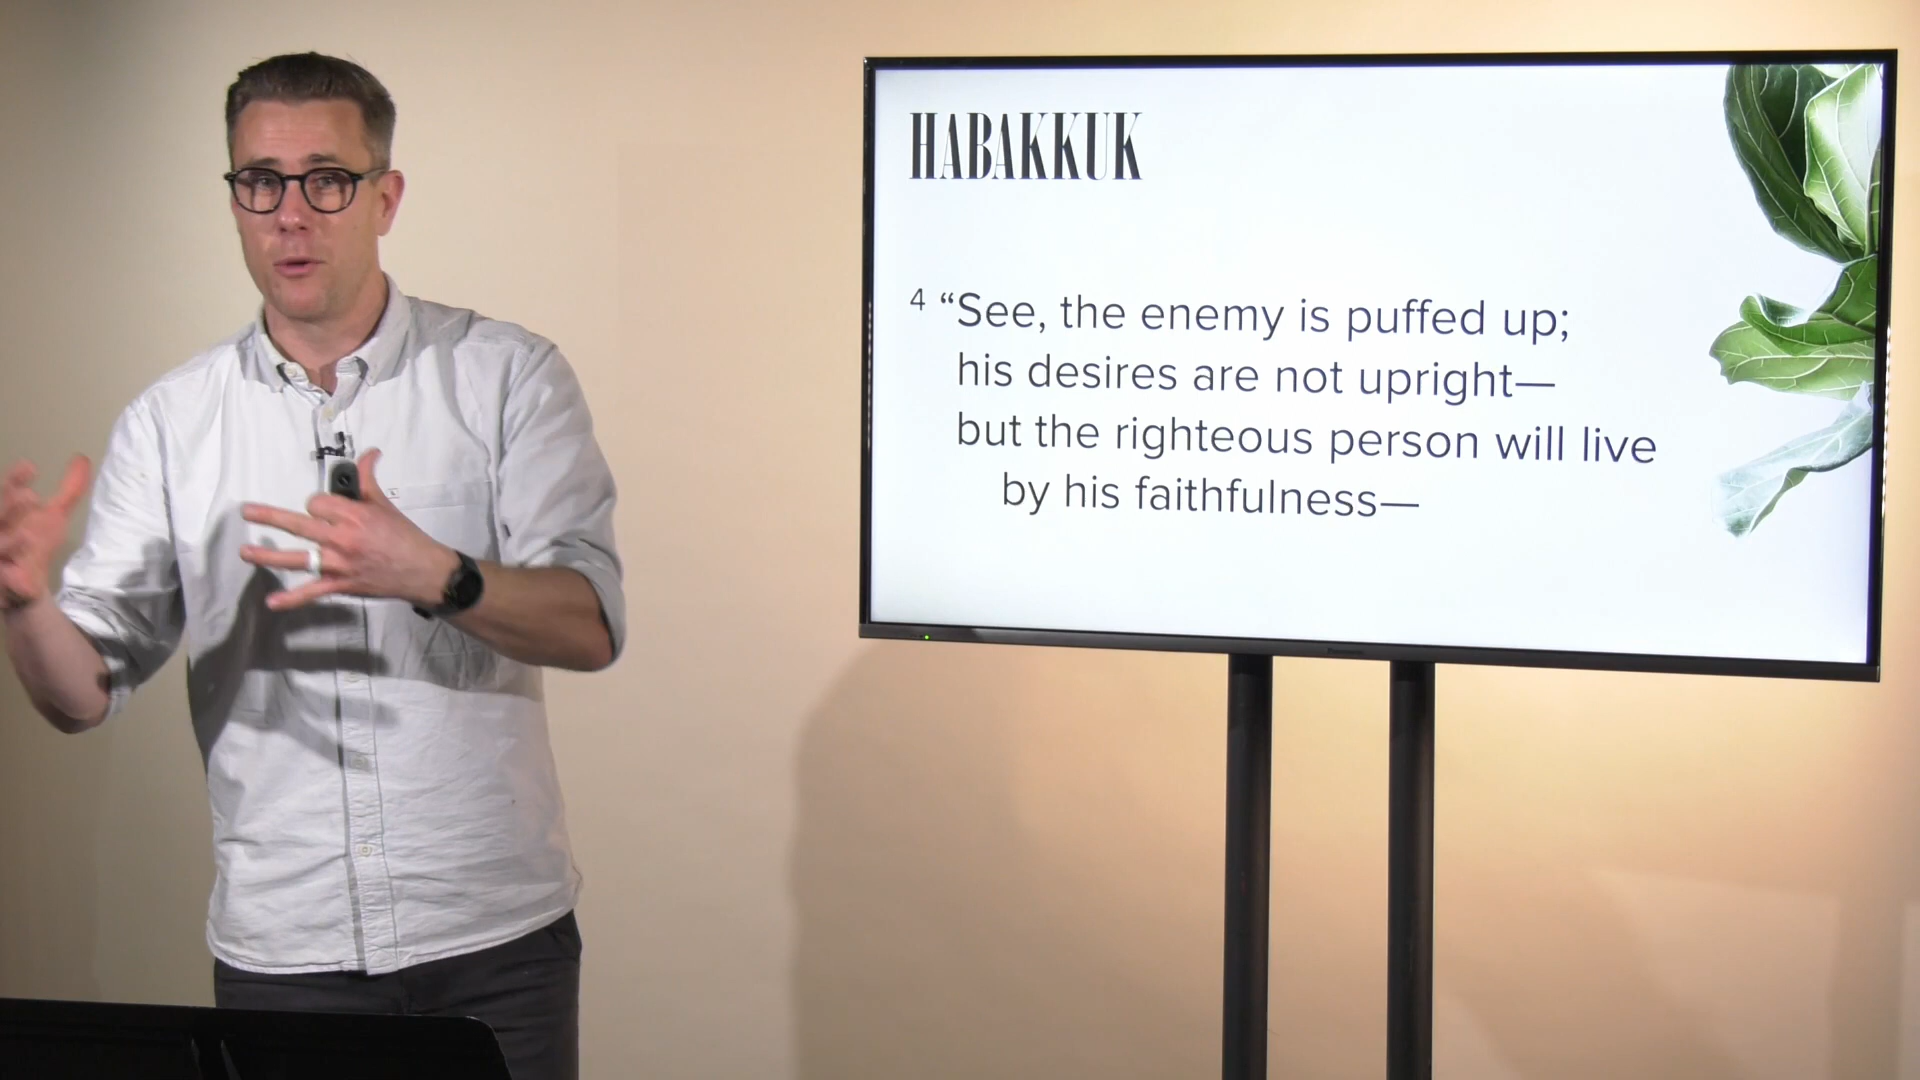 HABAKKUK
4 “See, the enemy is puffed up;
his desires are not upright—
but the righteous person will live
by his faithfulness—